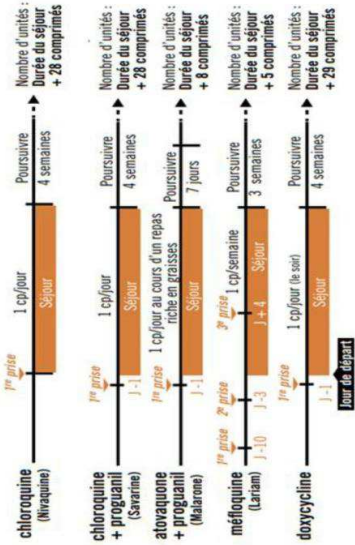 chloroquine
(Nivaquine)
1re prise
1 cp/jour
Séjour
Poursuivre
4 semaines
Nombre d'unités :
Durée du séjour
+ 28 comprimés
chloroquine
+ proguanil
(Savarine)
1re prise
J -1
1 cp/jour
Séjour
Poursuivre
4 semaines
Nombre d'unités :
Durée du séjour
+ 28 comprimés
atovaquone
+ proguanil
(Malarone)
1re prise
J -1
1 cp/jour au cours d'un repas
riche en graisses
Séjour
Poursuivre
7 jours
Nombre d'unités :
Durée du séjour
+ 8 comprimés
méfloquine
(Lariam)
1re prise
J -10
2e prise
J -3
3e prise
J + 4
1 cp/semaine
Séjour
Poursuivre
3 semaines
Nombre d'unités :
Durée du séjour
+ 5 comprimés
doxycycline
1re prise
J -1
1 cp/jour (le soir)
Séjour
Poursuivre
4 semaines
Nombre d'unités :
Durée du séjour
+ 29 comprimés
Jour de départ